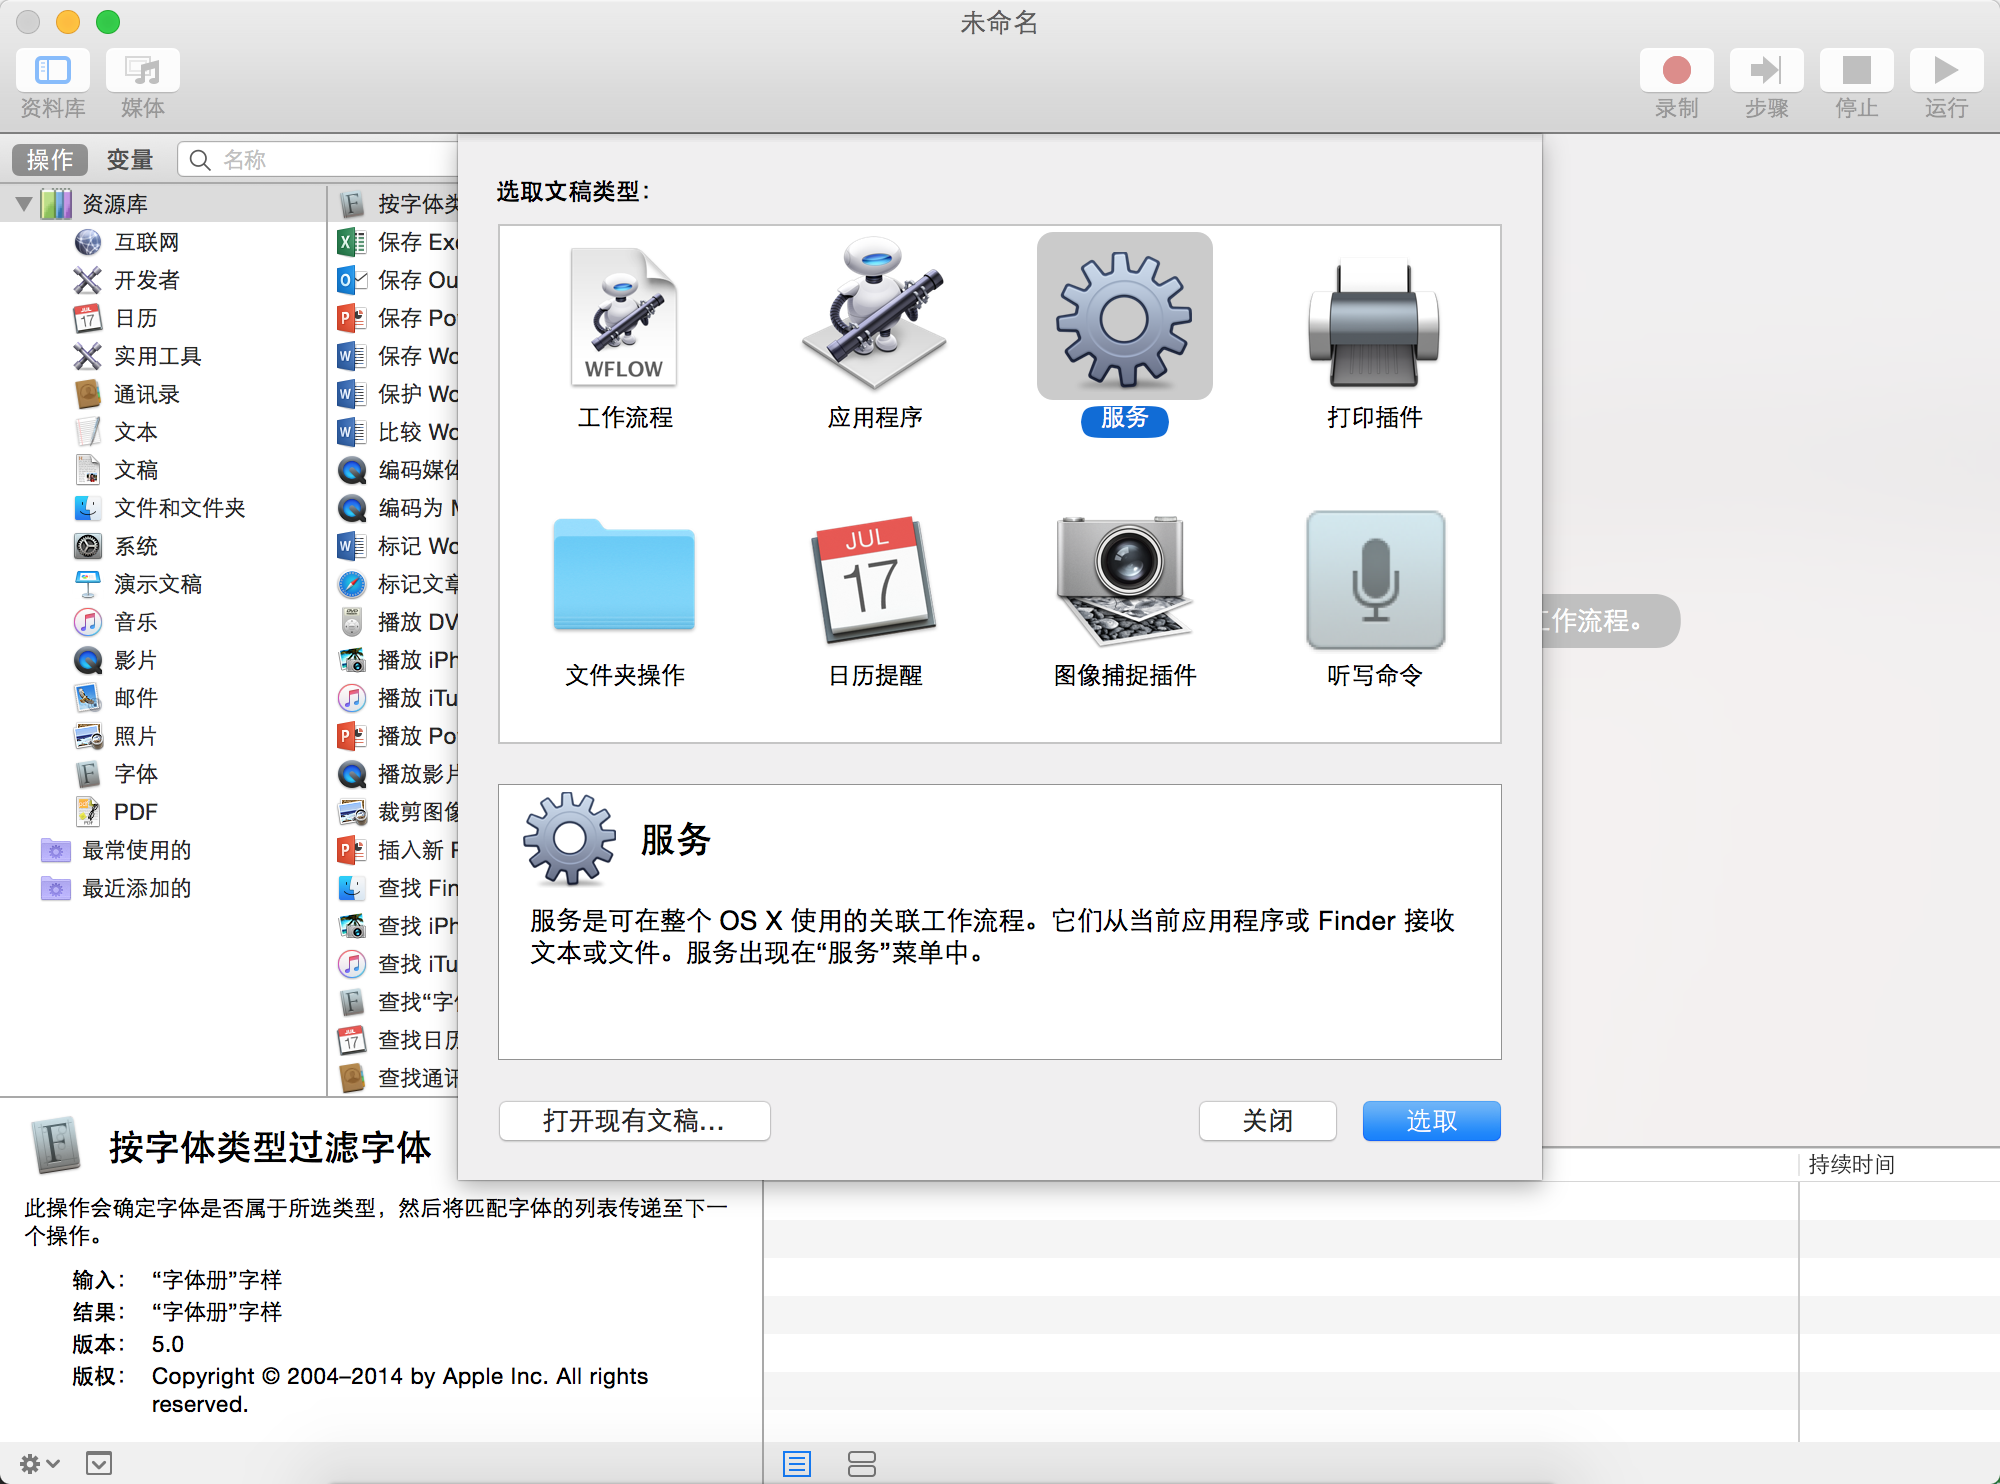 未命名
资料库
媒体
录制
步骤
停止
运行
操作
变量
名称
资源库
互联网
开发者
日历
实用工具
通讯录
文本
文稿
文件和文件夹
系统
演示文稿
音乐
影片
邮件
照片
字体
PDF
最常使用的
最近添加的
按字体类
保存 Exc
保存 Ou
保存 Po
保存 Wo
保护 Wo
比较 Wo
编码媒体
编码为
标记 Wo
标记文章
播放 DV
播放 iPh
播放 iTu
播放 Po
播放影片
裁剪图像
插入新
查找 Fin
查找 iPh
查找 iTu
查找“字体
查找日历
查找通讯
选取文稿类型：
WFLOW
工作流程
应用程序
服务
打印插件
文件夹操作
JUL
17
日历提醒
图像捕捉插件
听写命令
服务
服务是可在整个 OS X 使用的关联工作流程。它们从当前应用程序或 Finder 接收
文本或文件。服务出现在“服务”菜单中。
打开现有文稿...
关闭
选取
工作流程。
持续时间
按字体类型过滤字体
此操作会确定字体是否属于所选类型，然后将匹配字体的列表传递至下一
个操作。
输入： “字体册”字样
结果： “字体册”字样
版本： 5.0
版权： Copyright © 2004–2014 by Apple Inc. All rights
reserved.